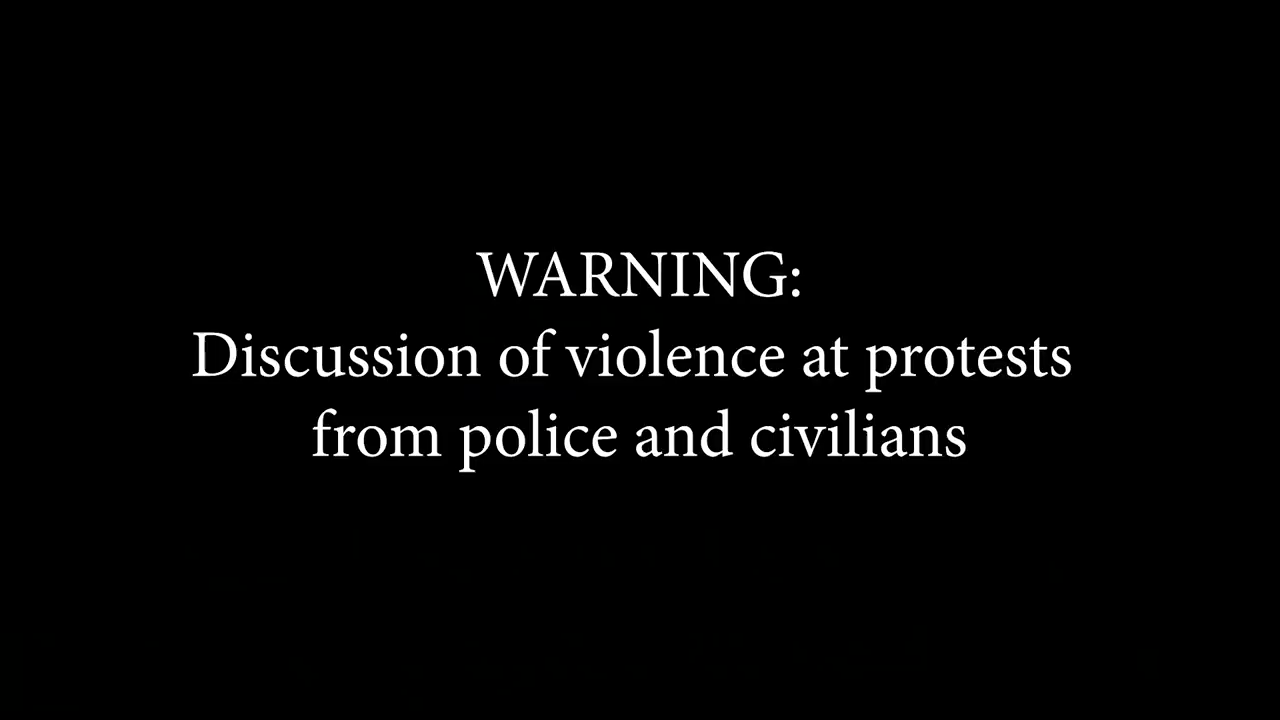 WARNING:
Discussion of violence at protests
from police and civilians